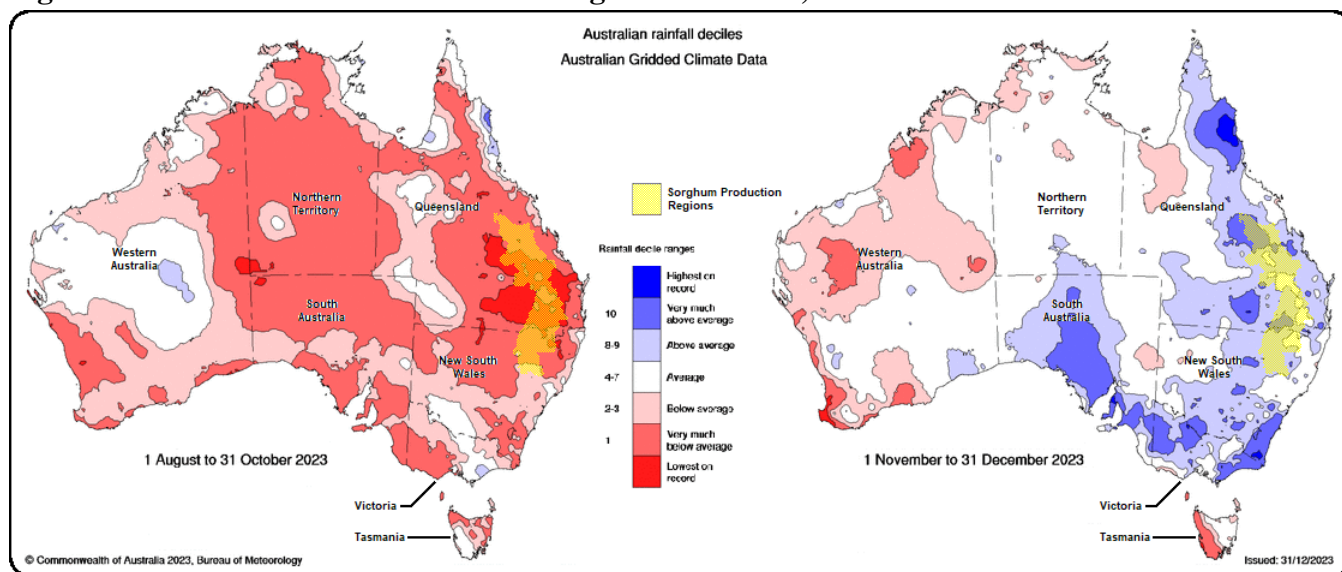 Australian rainfall deciles
Australian Gridded Climate Data
Northern
Territory
Queensland
Western
Australia
South
Australia
New South
Wales
1 August to 31 October 2023
Victoria
Tasmania
© Commonwealth of Australia 2023, Bureau of Meteorology
Sorghum Production
Regions
Rainfall decile ranges
Highest on
record
10 Very much
above average
8-9 Above average
4-7 Average
2-3 Below average
1 Very much
below average
Lowest on
record
Northern
Territory
Queensland
Western
Australia
South
Australia
New South
Wales
1 November to 31 December 2023
Victoria
Tasmania
Issued: 31/12/2023